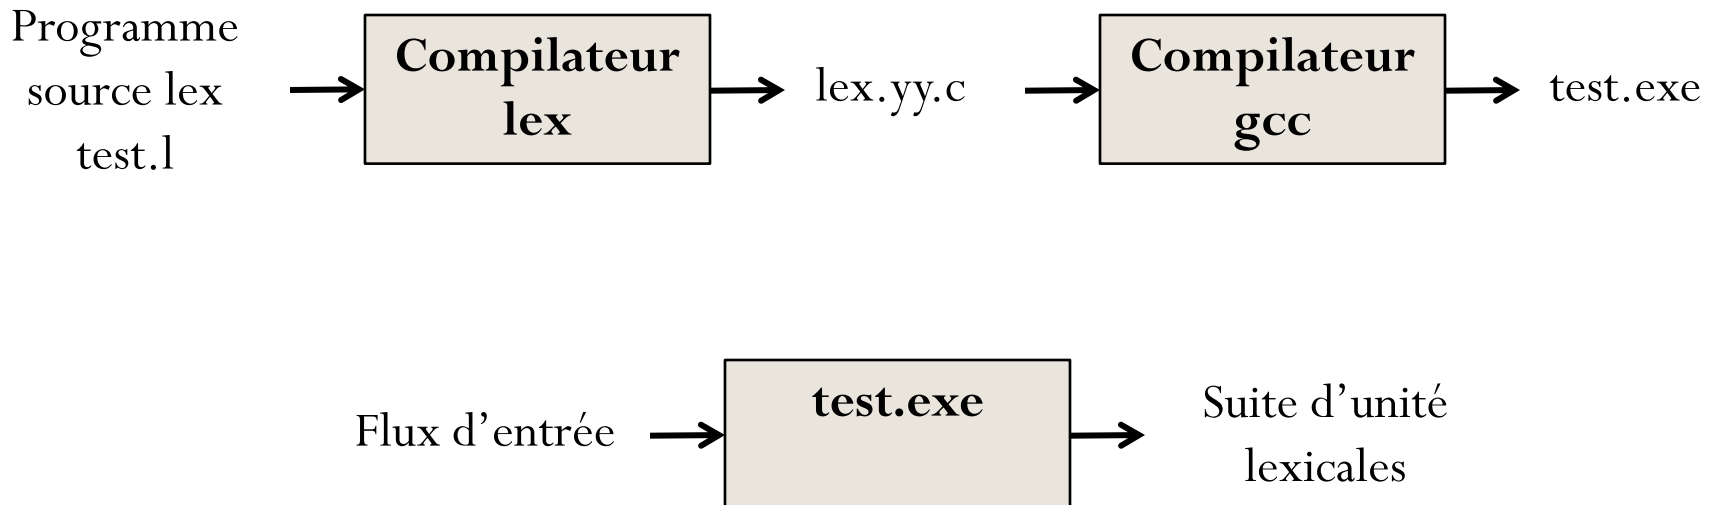 Programme
source lex
test.l
Compilateur
lex
lex.yy.c
Compilateur
gcc
test.exe
Flux d’entrée
test.exe
Suite d’unité
lexicales